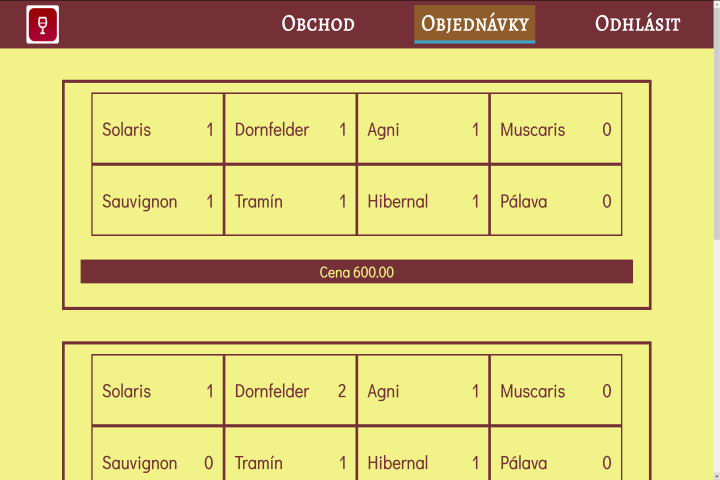 Obchod Objednávky Odhlásit
Solaris 1 Dornfelder 1 Agni 1 Muscaris 0
Sauvignon 1 Tramín 1 Hibernal 1 Pálava 0
Cena 600.00
Solaris 1 Dornfelder 2 Agni 1 Muscaris 0
Sauvignon 0 Tramín 1 Hibernal 1 Pálava 0